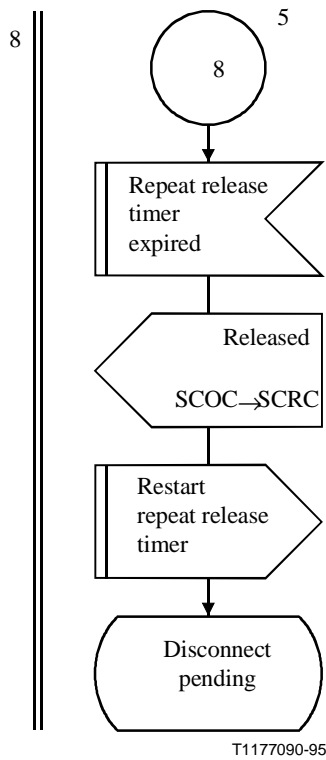 8
5
8
Repeat release
timer
expired
Released
SCOC→SCRC
Restart
repeat release
timer
Disconnect
pending
T1177090-95